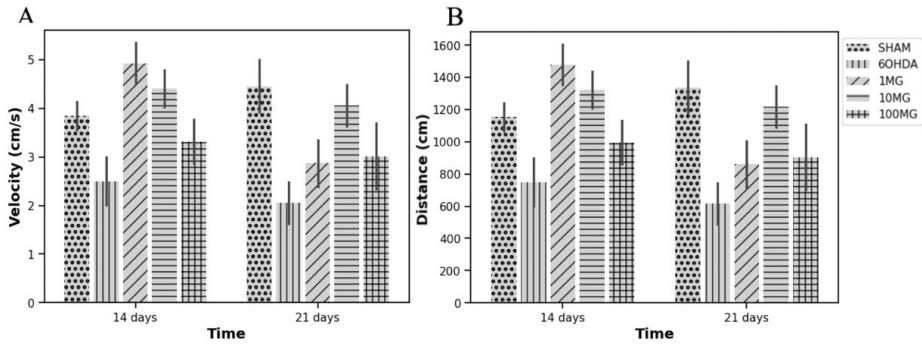 A
Velocity (cm/s)
5
4
3
2
1
0
14 days
21 days
Time
B
Distance (cm)
1600
1400
1200
1000
800
600
400
200
0
14 days
21 days
Time
SHAM
6OHDA
1MG
10MG
100MG